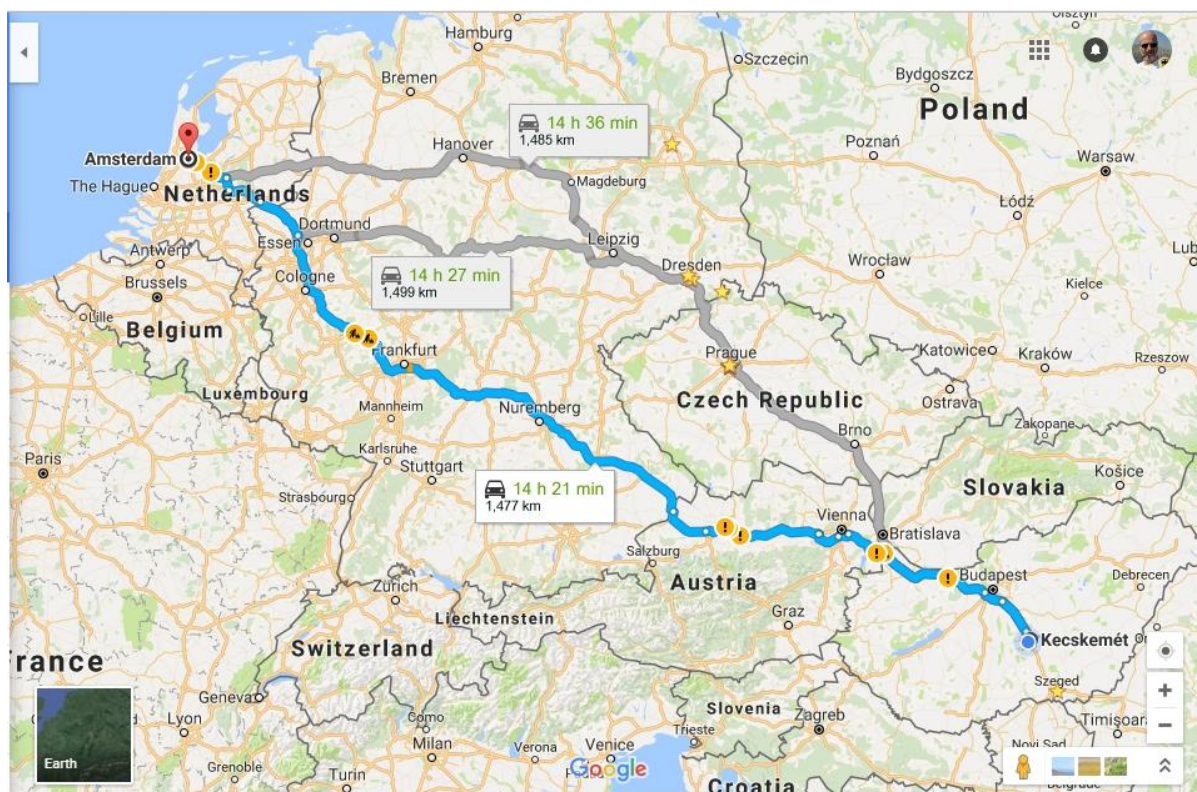 Olsztyn
Hamburg
Szczecin
Bydgoszcz
Bremen
Poland
14 h 36 min
1,485 km
Poznań
Hanover
Warsaw
Amsterdam
Magdeburg
The Hague
Netherlands
Łódź
Dortmund
Essen
Leipzig
Antwerp
14 h 27 min
1,499 km
Dresden
Wrocław
Cologne
Brussels
Kielce
Lille
Belgium
Frankfurt
Prague
Katowice
Kraków
Rzeszow
Luxembourg
Czech Republic
Ostrava
Mannheim
Nuremberg
Zakopane
Brno
Karlsruhe
Paris
Stuttgart
Košice
14 h 21 min
1,477 km
Slovakia
Strasbourg
Vienna
Bratislava
Salzburg
Budapest
Debrecen
Austria
Zürich
Graz
Liechtenstein
Kecskemét
Switzerland
France
Szeged
Geneva
Slovenia
Zagreb
Lyon
Como
Trieste
Timișoara
Milan
Verona
Venice
Novi Sad
Earth
Grenoble
Google
Turin
Croatia
Belgrade